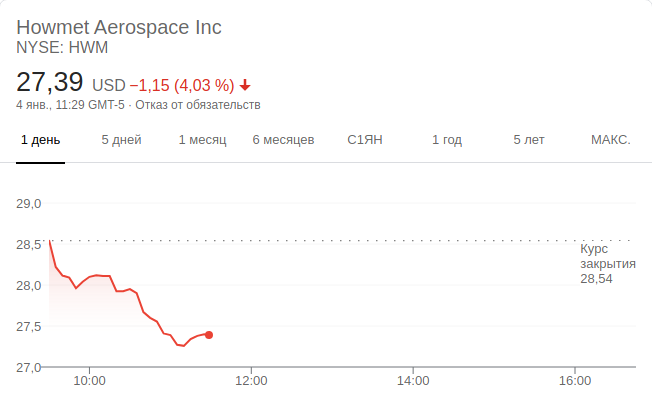 Howmet Aerospace Inc
NYSE: HWM
27,39 USD −1,15 (4,03 %)
4 янв., 11:29 GMT-5 · Отказ от обязательств
1 день 5 дней 1 месяц 6 месяцев С1ЯН 1 год 5 лет МАКС.
29,0
28,5
Курс
закрытия
28,54
28,0
27,5
27,0
10:00 12:00 14:00 16:00